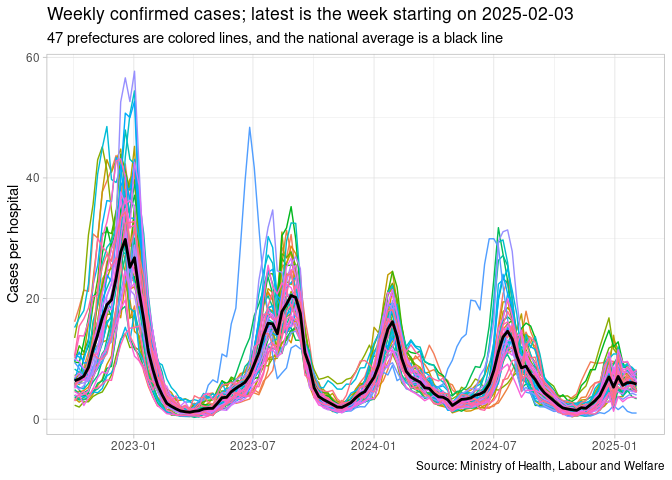 Weekly confirmed cases; latest is the week starting on 2025-02-03
47 prefectures are colored lines, and the national average is a black line
Cases per hospital
60
40
20
0
2023-01
2023-07
2024-01
2024-07
2025-01
Source: Ministry of Health, Labour and Welfare